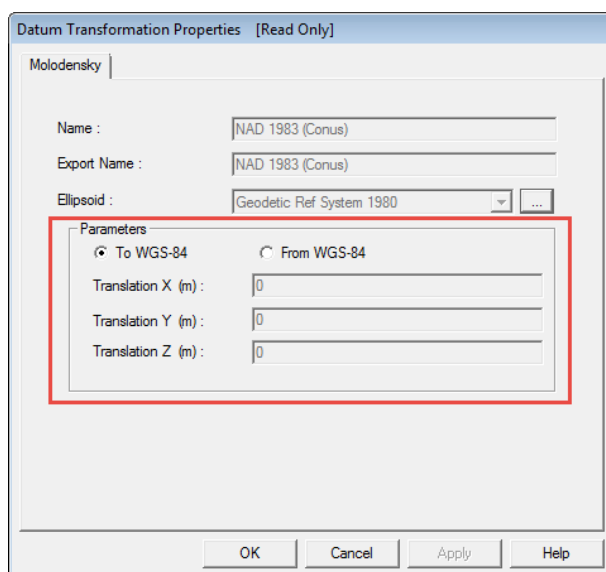 Datum Transformation Properties [Read Only]
Molodensky
Name : NAD 1983 (Conus)
Export Name : NAD 1983 (Conus)
Ellipsoid : Geodetic Ref System 1980 ...
Parameters
To WGS-84 From WGS-84
Translation X (m) : 0
Translation Y (m) : 0
Translation Z (m) : 0
OK Cancel Apply Help